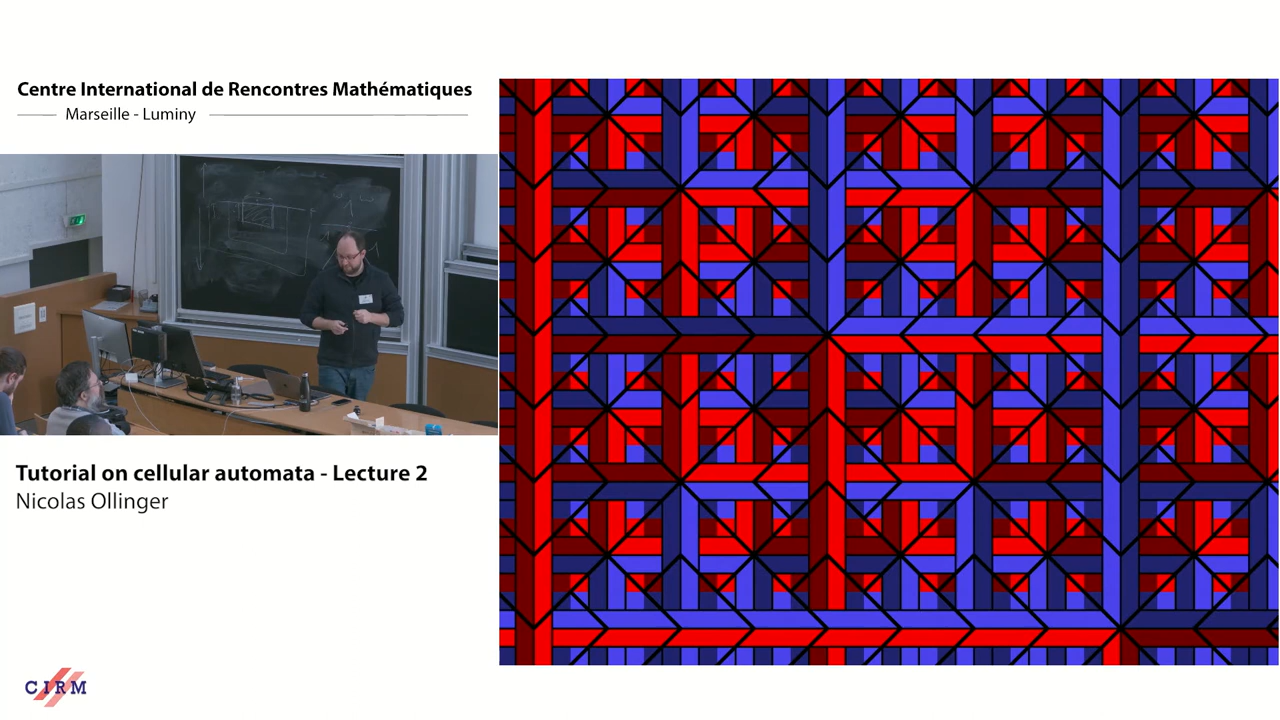 Centre International de Rencontres Mathématiques
Marseille - Luminy
Tutorial on cellular automata - Lecture 2
Nicolas Ollinger
CIRM